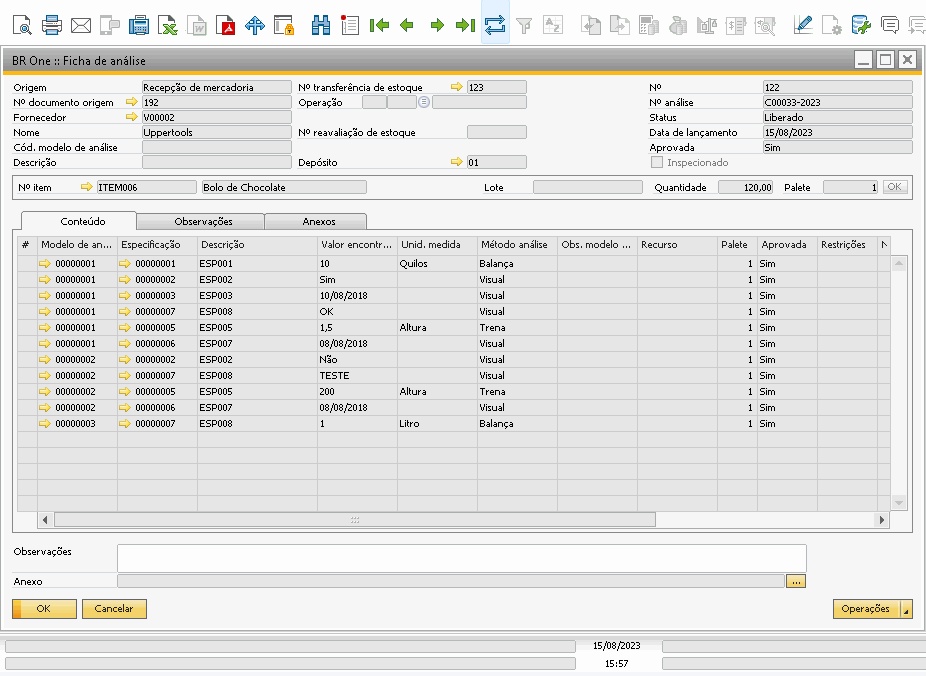 BR One :: Ficha de análise
Origem Recepção de mercadoria Nº transferência de estoque 123 Nº 122
Nº documento origem 192 Operação Nº análise C00033-2023
Fornecedor V00002 Status Liberado
Nome Uppertools Nº reavaliação de estoque Data de lançamento 15/08/2023
Cód. modelo de análise Aprovada Sim
Descrição Depósito 01 Inspecionado
Nº item ITEM006 Bolo de Chocolate Lote Quantidade 120,00 Palete 1 OK
Conteúdo Observações Anexos
# Modelo de an... Especificação Descrição Valor encontr... Unid. medida Método análise Obs. modelo ... Recurso Palete Aprovada Restrições N
00000001 00000001 ESP001 10 Quilos Balança 1 Sim
00000001 00000002 ESP002 Sim Visual 1 Sim
00000001 00000003 ESP003 10/08/2018 Visual 1 Sim
00000001 00000007 ESP008 OK Visual 1 Sim
00000001 00000005 ESP005 1,5 Altura Trena 1 Sim
00000001 00000006 ESP007 08/08/2018 Visual 1 Sim
00000002 00000002 ESP002 Não Visual 1 Sim
00000002 00000007 ESP008 TESTE Visual 1 Sim
00000002 00000005 ESP005 200 Altura Trena 1 Sim
00000002 00000006 ESP007 08/08/2018 Visual 1 Sim
00000003 00000007 ESP008 1 Litro Balança 1 Sim
Observações
Anexo ...
OK Cancelar Operações
15/08/2023
15:57